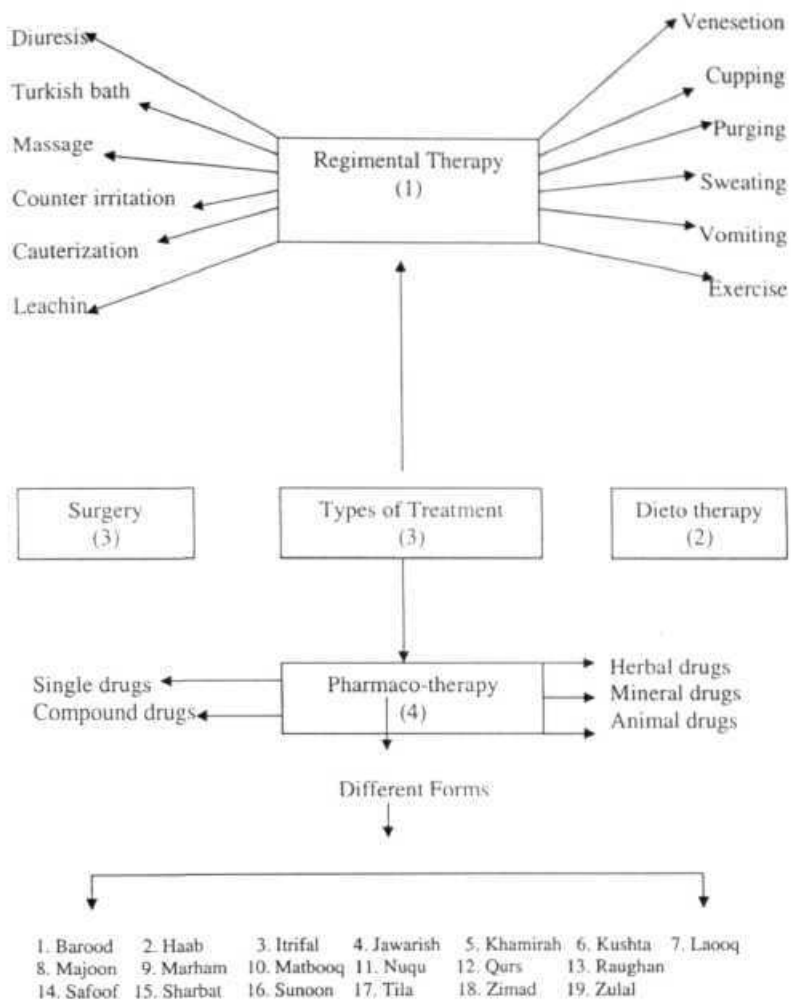 Diuresis
Turkish bath
Massage
Counter irritation
Cauterization
Leachin
Regimental Therapy
(1)
Venesetion
Cupping
Purging
Sweating
Vomiting
Exercise
Surgery
(3)
Types of Treatment
(3)
Dieto therapy
(2)
Single drugs
Compound drugs
Pharmaco-therapy
(4)
Herbal drugs
Mineral drugs
Animal drugs
Different Forms
1. Barood 2. Haab 3. Itrifal 4. Jawarish 5. Khamirah 6. Kushta 7. Laooq
8. Majoon 9. Marham 10. Matbooq 11. Nuqu 12. Qurs 13. Raughan
14. Safoof 15. Sharbat 16. Sunoon 17. Tila 18. Zimad 19. Zulal